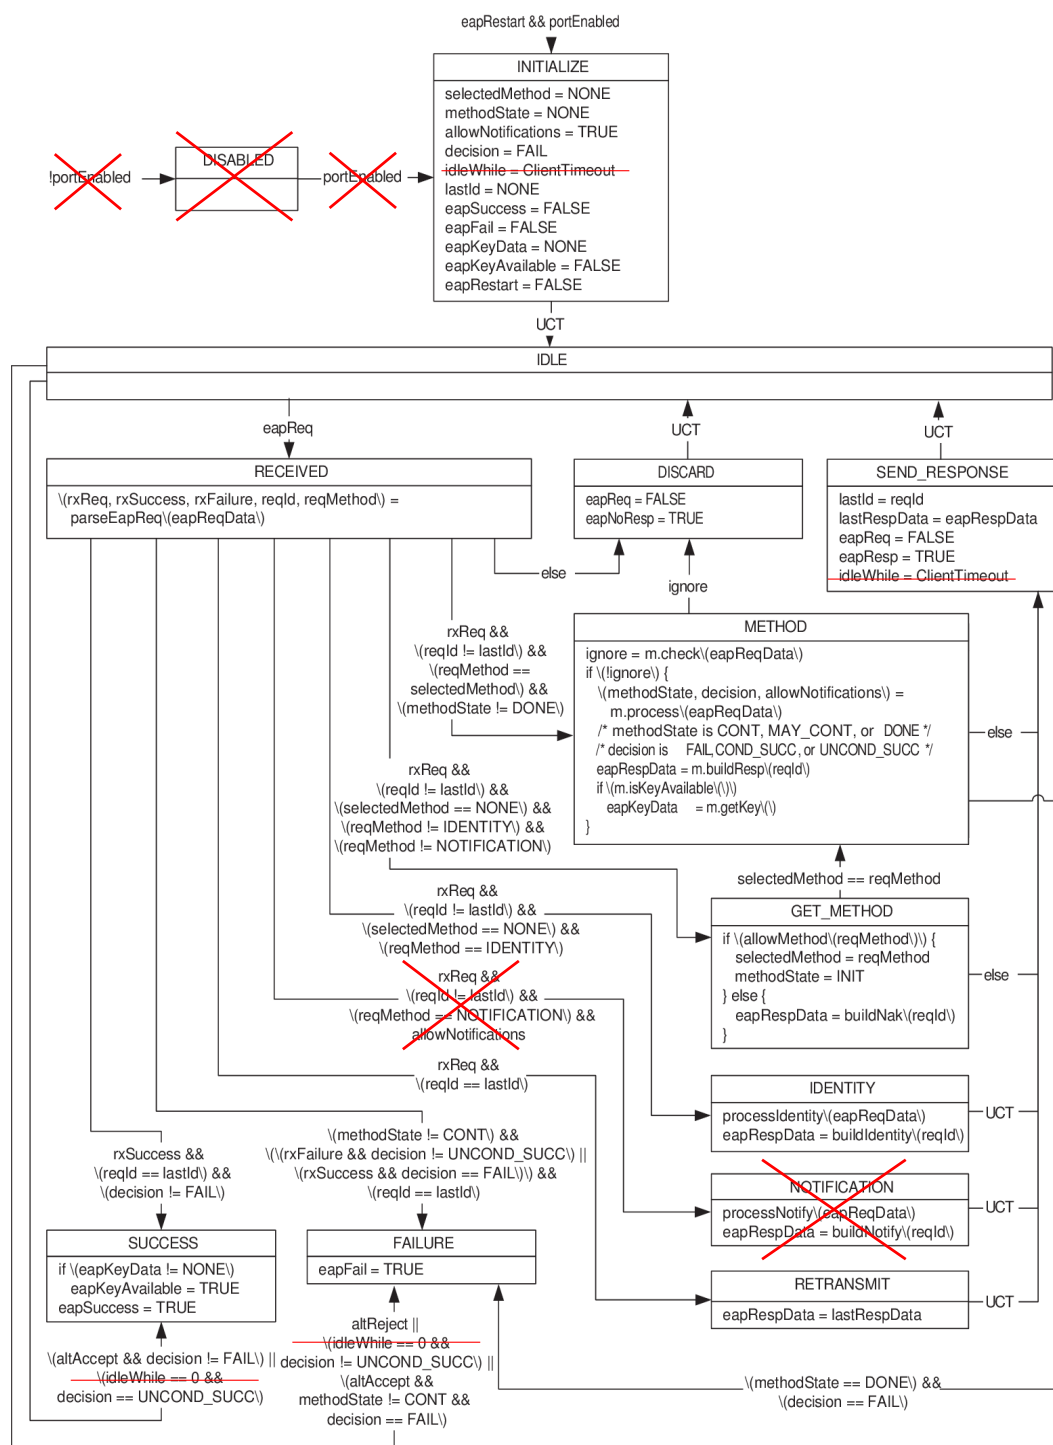 eapRestart && portEnabled
INITIALIZE
selectedMethod = NONE
methodState = NONE
allowNotifications = TRUE
decision = FAIL
idleWhile = ClientTimeout
lastId = NONE
eapSuccess = FALSE
eapFail = FALSE
eapKeyData = NONE
eapKeyAvailable = FALSE
eapRestart = FALSE
!portEnabled
DISABLED
portEnabled
UCT
IDLE
eapReq
UCT
UCT
RECEIVED
\(rxReq, rxSuccess, rxFailure, reqId, reqMethod\) =
parseEapReq\(eapReqData\)
DISCARD
eapReq = FALSE
eapNoResp = TRUE
SEND_RESPONSE
lastId = reqId
lastRespData = eapRespData
eapReq = FALSE
eapResp = TRUE
idleWhile = ClientTimeout
else
ignore
rxReq &&
\(reqId != lastId\) &&
\(reqMethod ==
selectedMethod\) &&
\(methodState != DONE\)
METHOD
ignore = m.check\(eapReqData\)
if \(!ignore\) {
\(methodState, decision, allowNotifications\) =
m.process\(eapReqData\)
/* methodState is CONT, MAY_CONT, or DONE */
/* decision is FAIL, COND_SUCC, or UNCOND_SUCC */
eapRespData = m.buildResp\(reqId\)
if \(m.isKeyAvailable\(\)\)
eapKeyData = m.getKey\(\)
}
else
rxReq &&
\(reqId != lastId\) &&
\(selectedMethod == NONE\) &&
\(reqMethod != IDENTITY\) &&
\(reqMethod != NOTIFICATION\)
selectedMethod == reqMethod
rxReq &&
\(reqId != lastId\) &&
\(selectedMethod == NONE\) &&
\(reqMethod == IDENTITY\)
GET_METHOD
if \(allowMethod\(reqMethod\)\) {
selectedMethod = reqMethod
methodState = INIT
} else {
eapRespData = buildNak\(reqId\)
}
else
rxReq &&
\(reqId != lastId\) &&
\(reqMethod == NOTIFICATION\) &&
allowNotifications
rxReq &&
\(reqId == lastId\)
IDENTITY
processIdentity\(eapReqData\)
eapRespData = buildIdentity\(reqId\)
UCT
rxSuccess &&
\(reqId == lastId\) &&
\(decision != FAIL\)
\(methodState != CONT\) &&
\(\(rxFailure && decision != UNCOND_SUCC\) ||
\(rxSuccess && decision == FAIL\)\) &&
\(reqId == lastId\)
NOTIFICATION
processNotify\(eapReqData\)
eapRespData = buildNotify\(reqId\)
UCT
SUCCESS
if \(eapKeyData != NONE\)
eapKeyAvailable = TRUE
eapSuccess = TRUE
FAILURE
eapFail = TRUE
RETRANSMIT
eapRespData = lastRespData
UCT
\(altAccept && decision != FAIL\) ||
\(idleWhile == 0 &&
decision == UNCOND_SUCC\)
altReject ||
\(idleWhile == 0 &&
decision != UNCOND_SUCC\) ||
\(altAccept &&
methodState != CONT &&
decision == FAIL\)
\(methodState == DONE\) &&
\(decision == FAIL\)